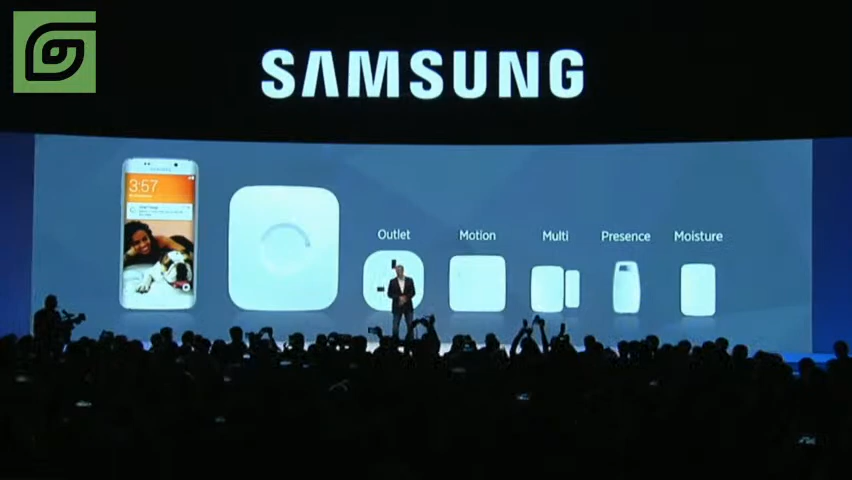 SAMSUNG
3:57
Outlet
Motion
Multi
Presence
Moisture